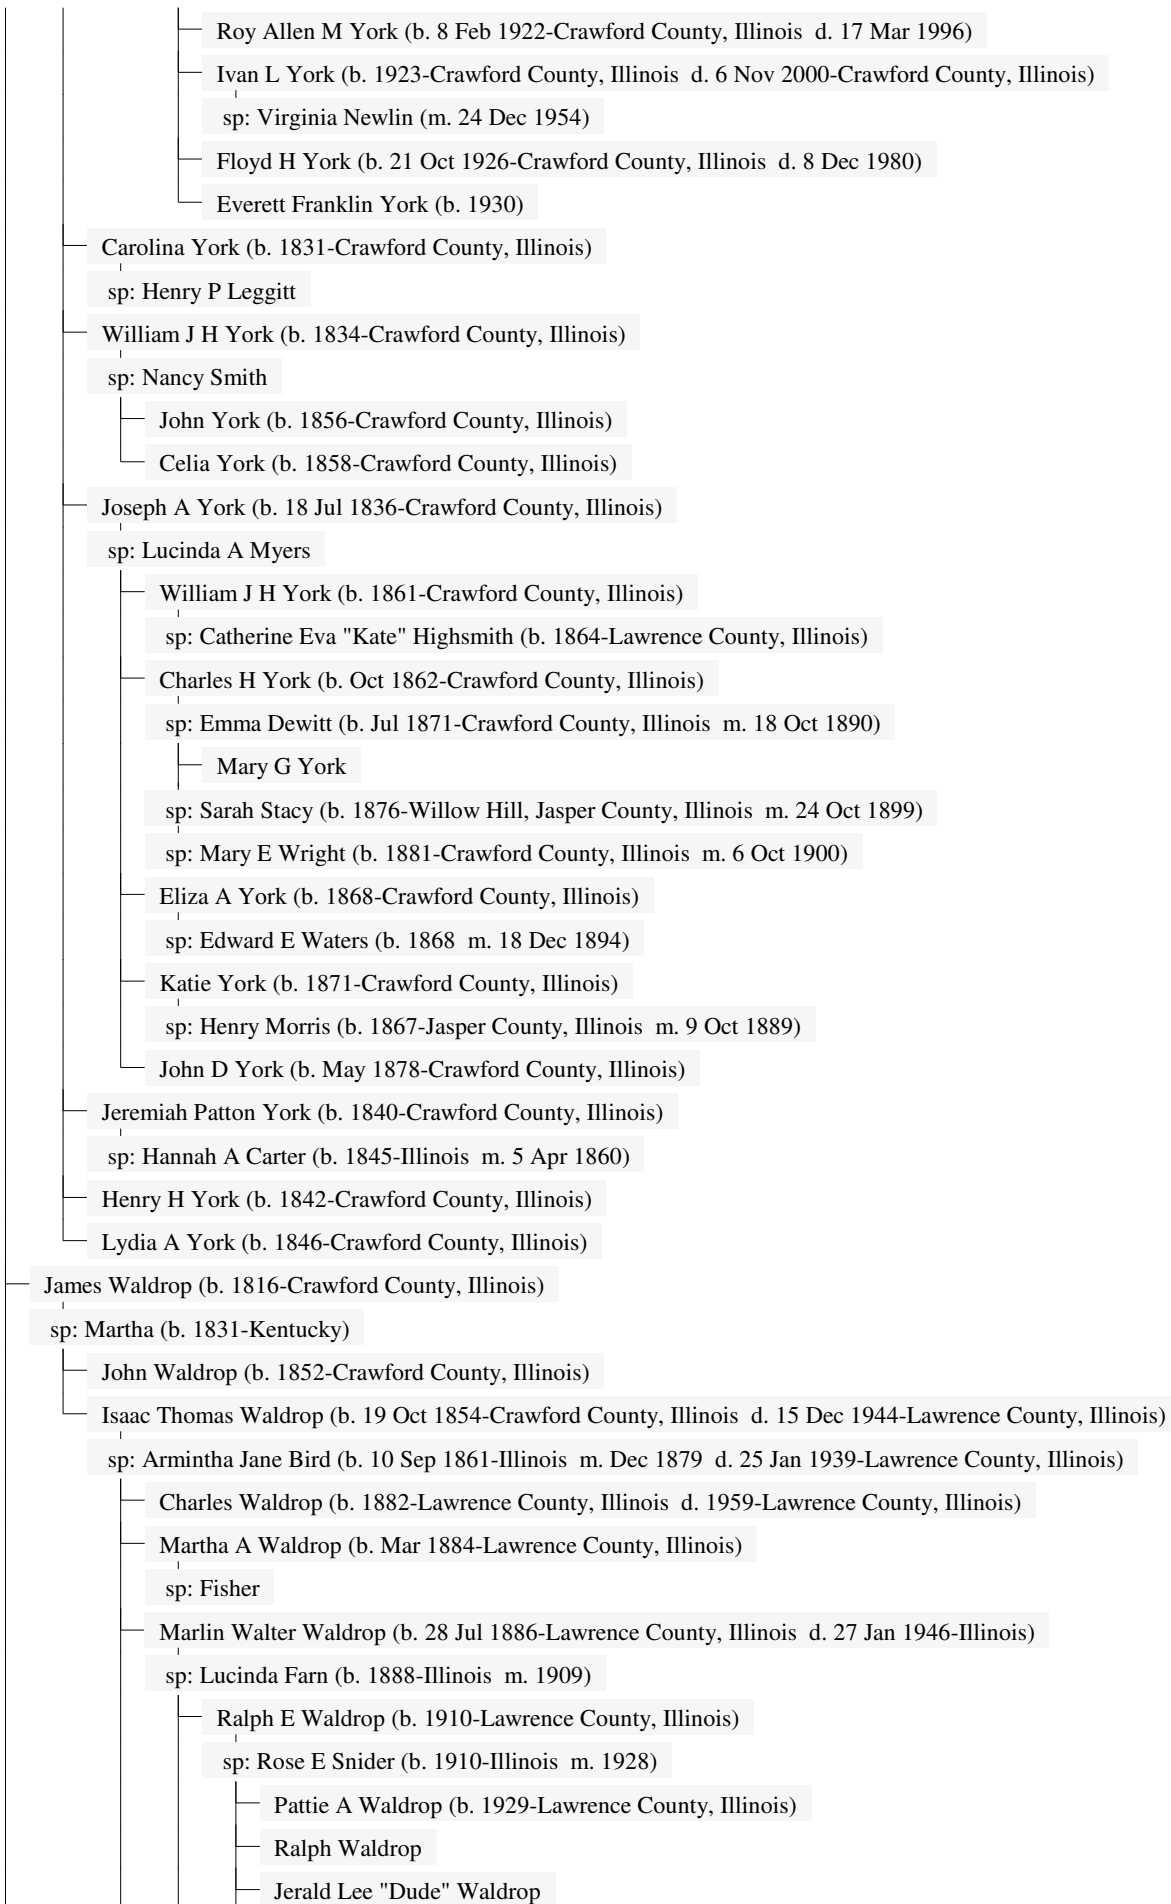 Roy Allen M York (b. 8 Feb 1922-Crawford County, Illinois d. 17 Mar 1996)
Ivan L York (b. 1923-Crawford County, Illinois d. 6 Nov 2000-Crawford County, Illinois)
sp: Virginia Newlin (m. 24 Dec 1954)
Floyd H York (b. 21 Oct 1926-Crawford County, Illinois d. 8 Dec 1980)
Everett Franklin York (b. 1930)
Carolina York (b. 1831-Crawford County, Illinois)
sp: Henry P Leggitt
William J H York (b. 1834-Crawford County, Illinois)
sp: Nancy Smith
John York (b. 1856-Crawford County, Illinois)
Celia York (b. 1858-Crawford County, Illinois)
Joseph A York (b. 18 Jul 1836-Crawford County, Illinois)
sp: Lucinda A Myers
William J H York (b. 1861-Crawford County, Illinois)
sp: Catherine Eva "Kate" Highsmith (b. 1864-Lawrence County, Illinois)
Charles H York (b. Oct 1862-Crawford County, Illinois)
sp: Emma Dewitt (b. Jul 1871-Crawford County, Illinois m. 18 Oct 1890)
Mary G York
sp: Sarah Stacy (b. 1876-Willow Hill, Jasper County, Illinois m. 24 Oct 1899)
sp: Mary E Wright (b. 1881-Crawford County, Illinois m. 6 Oct 1900)
Eliza A York (b. 1868-Crawford County, Illinois)
sp: Edward E Waters (b. 1868 m. 18 Dec 1894)
Katie York (b. 1871-Crawford County, Illinois)
sp: Henry Morris (b. 1867-Jasper County, Illinois m. 9 Oct 1889)
John D York (b. May 1878-Crawford County, Illinois)
Jeremiah Patton York (b. 1840-Crawford County, Illinois)
sp: Hannah A Carter (b. 1845-Illinois m. 5 Apr 1860)
Henry H York (b. 1842-Crawford County, Illinois)
Lydia A York (b. 1846-Crawford County, Illinois)
James Waldrop (b. 1816-Crawford County, Illinois)
sp: Martha (b. 1831-Kentucky)
John Waldrop (b. 1852-Crawford County, Illinois)
Isaac Thomas Waldrop (b. 19 Oct 1854-Crawford County, Illinois d. 15 Dec 1944-Lawrence County, Illinois)
sp: Armintha Jane Bird (b. 10 Sep 1861-Illinois m. Dec 1879 d. 25 Jan 1939-Lawrence County, Illinois)
Charles Waldrop (b. 1882-Lawrence County, Illinois d. 1959-Lawrence County, Illinois)
Martha A Waldrop (b. Mar 1884-Lawrence County, Illinois)
sp: Fisher
Marlin Walter Waldrop (b. 28 Jul 1886-Lawrence County, Illinois d. 27 Jan 1946-Illinois)
sp: Lucinda Farn (b. 1888-Illinois m. 1909)
Ralph E Waldrop (b. 1910-Lawrence County, Illinois)
sp: Rose E Snider (b. 1910-Illinois m. 1928)
Pattie A Waldrop (b. 1929-Lawrence County, Illinois)
Ralph Waldrop
Jerald Lee "Dude" Waldrop